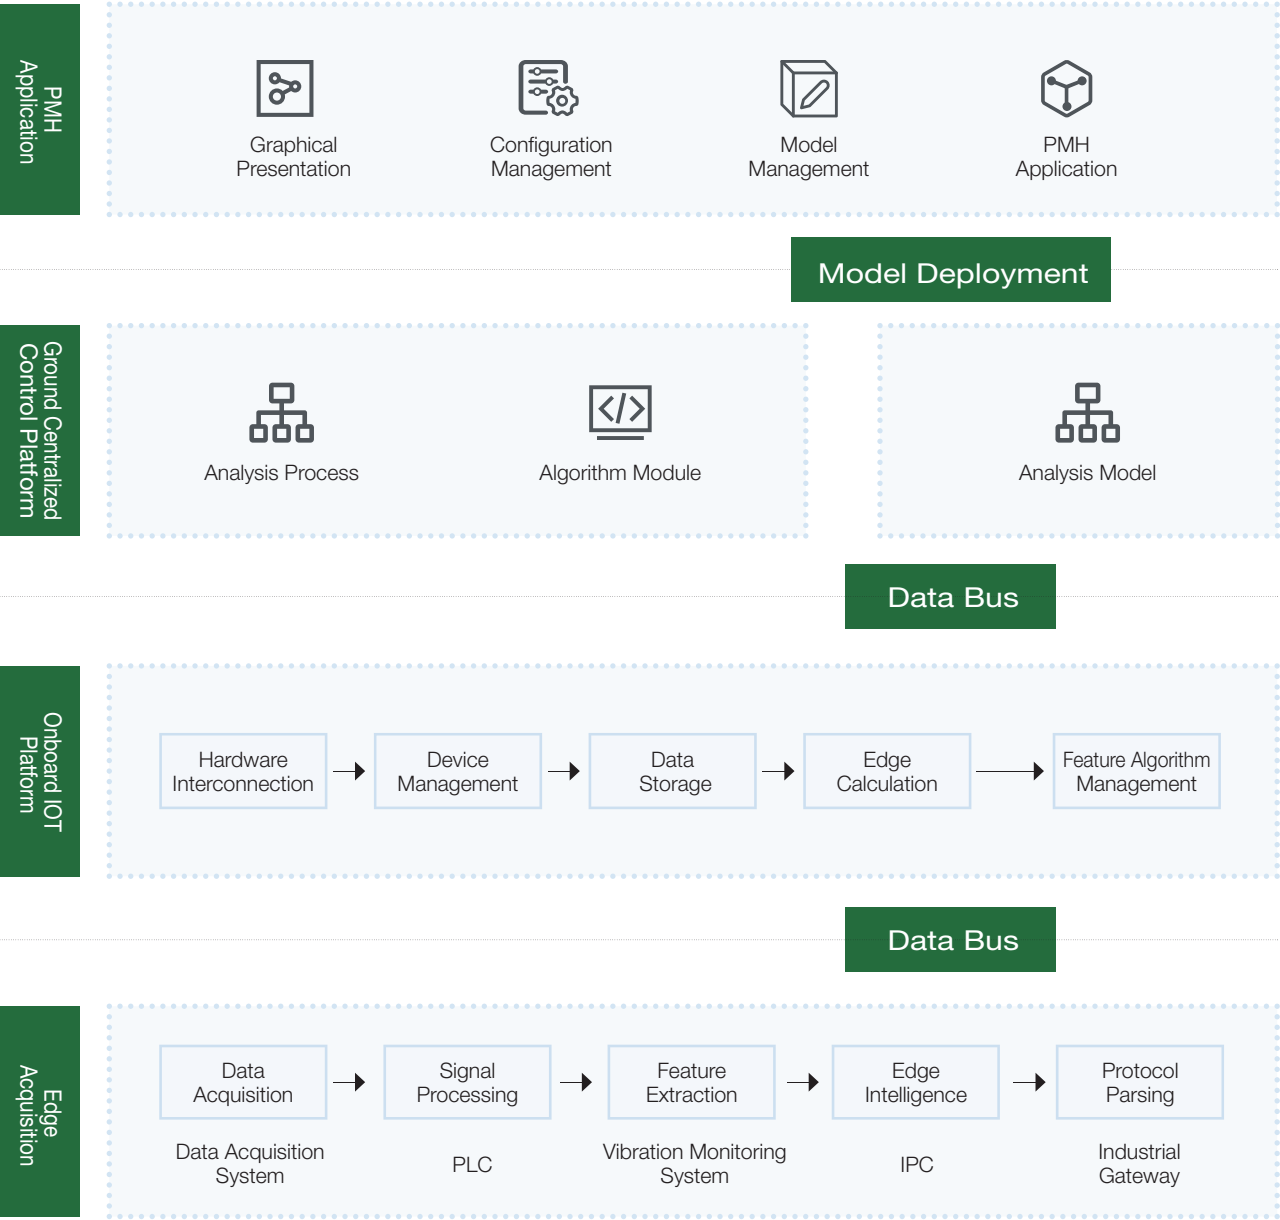 PMH
Application
Graphical
Presentation
Configuration
Management
Model
Management
PMH
Application
Model Deployment
Ground Centralized
Control Platform
Analysis Process
Algorithm Module
Analysis Model
Data Bus
Onboard IOT
Platform
Hardware
Interconnection
Device
Management
Data
Storage
Edge
Calculation
Feature Algorithm
Management
Data Bus
Edge
Acquisition
Data
Acquisition
Signal
Processing
Feature
Extraction
Edge
Intelligence
Protocol
Parsing
Data Acquisition
System
PLC
Vibration Monitoring
System
IPC
Industrial
Gateway